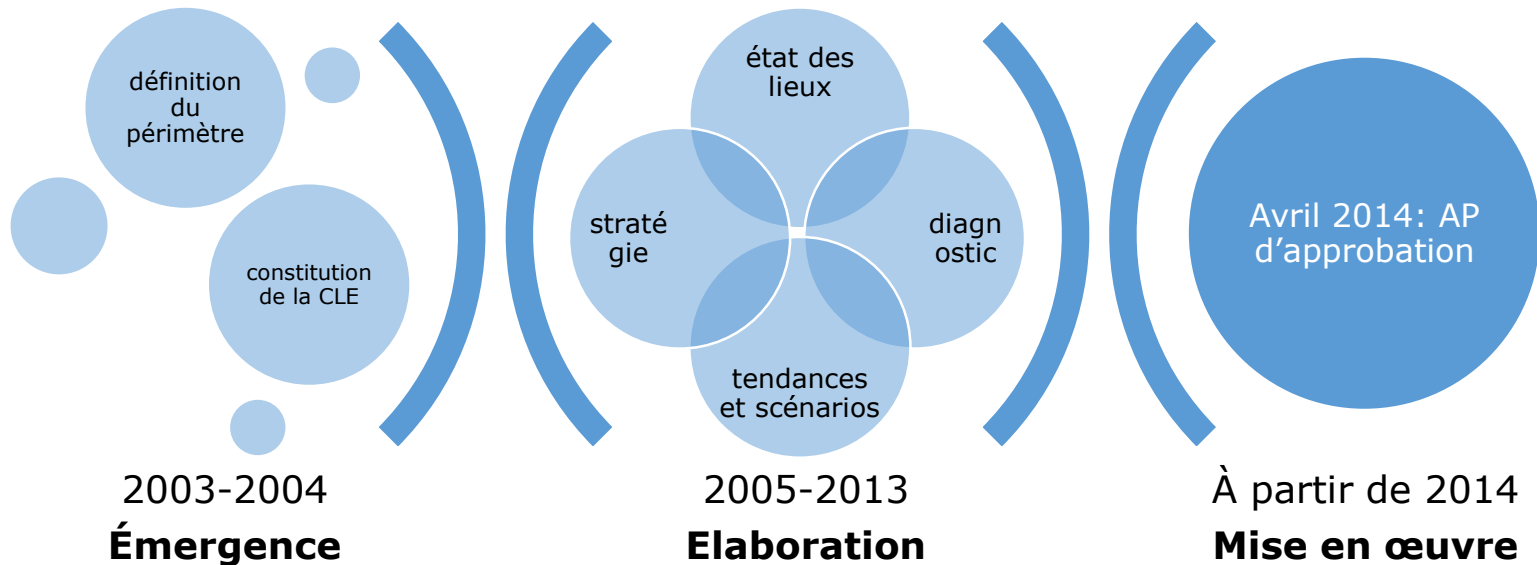 définition
du
périmètre
constitution
de la CLE
2003-2004
Émergence
état des
lieux
straté
gie
diagn
ostic
tendances
et scénarios
2005-2013
Elaboration
Avril 2014: AP
d’approbation
À partir de 2014
Mise en œuvre